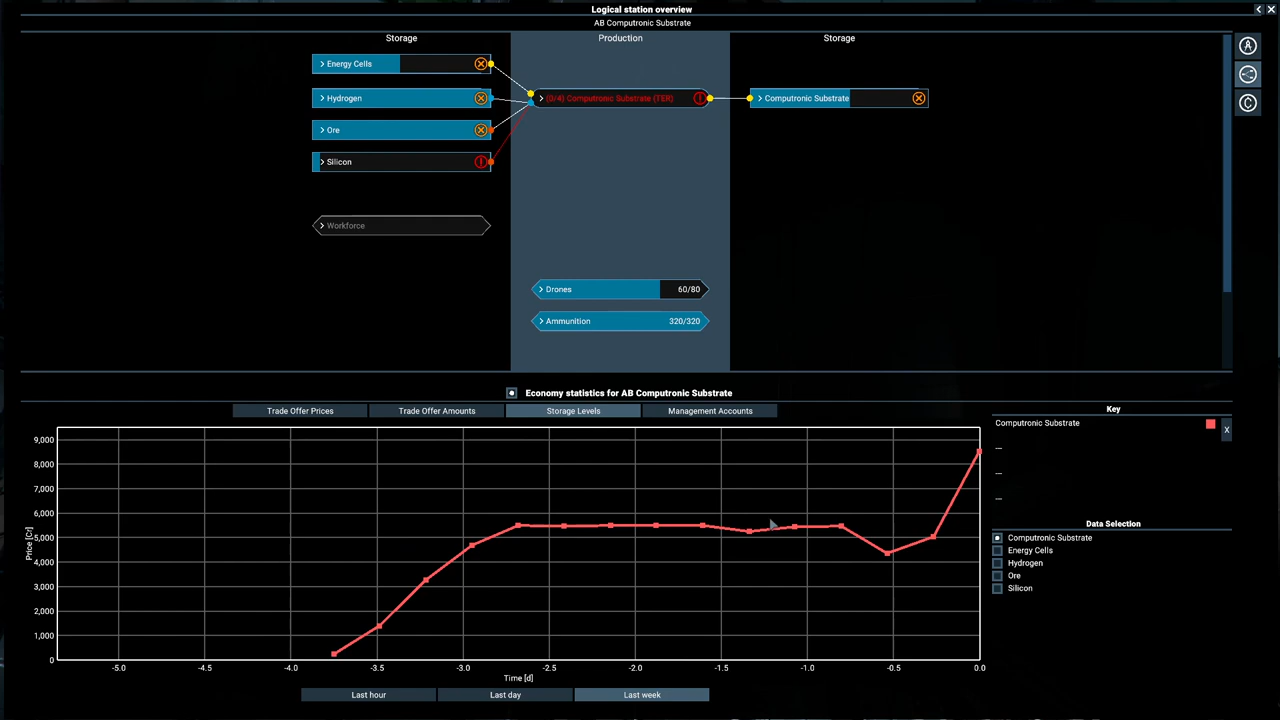 Logical station overview
AB Computronic Substrate
Storage
Production
Storage
Energy Cells
Hydrogen
(0/4) Computronic Substrate (TER)
Computronic Substrate
Ore
Silicon
Workforce
Drones 60/80
Ammunition 320/320
Economy statistics for AB Computronic Substrate
Trade Offer Prices
Trade Offer Amounts
Storage Levels
Management Accounts
Key
Computronic Substrate
X
—
—
—
Data Selection
Computronic Substrate
Energy Cells
Hydrogen
Ore
Silicon
Price [Cr]
9,000
8,000
7,000
6,000
5,000
4,000
3,000
2,000
1,000
0
-5.0 -4.5 -4.0 -3.5 -3.0 -2.5 -2.0 -1.5 -1.0 -0.5 0.0
Time [d]
Last hour
Last day
Last week